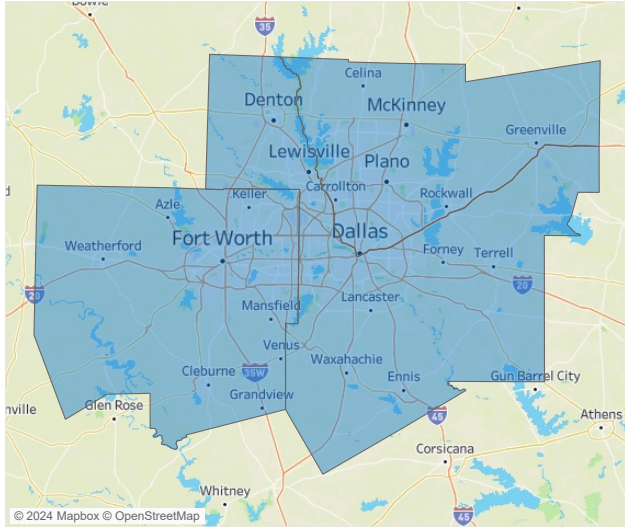 Bowie
35
Celina
Denton
McKinney
Greenville
Lewisville
Plano
Carrollton
Rockwall
Keller
Azle
Fort Worth
Dallas
Weatherford
Forney
Terrell
20
20
Lancaster
Mansfield
Venus
Waxahachie
Cleburne
35W
Ennis
Gun Barrel City
Grandview
nville
Glen Rose
45
Athens
Corsicana
Whitney
45
© 2024 Mapbox © OpenStreetMap